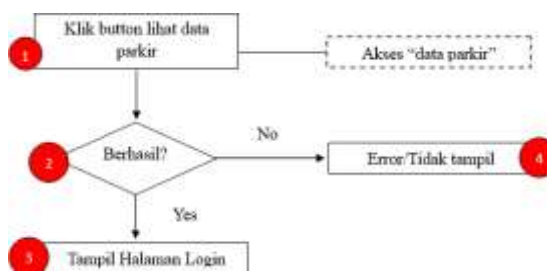 Klik button lihat data
parkir
1
Akses "data parkir"
Berhasil?
2
No
Error/Tidak tampil
4
Yes
3
Tampil Halaman Login